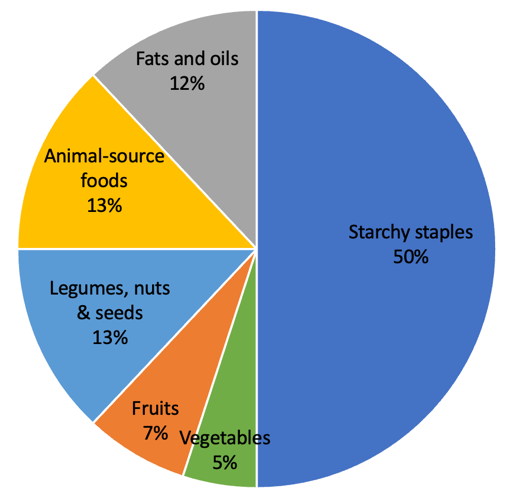 Fats and oils
12%
Animal-source
foods
13%
Starchy staples
50%
Legumes, nuts
& seeds
13%
Fruits
7%
Vegetables
5%